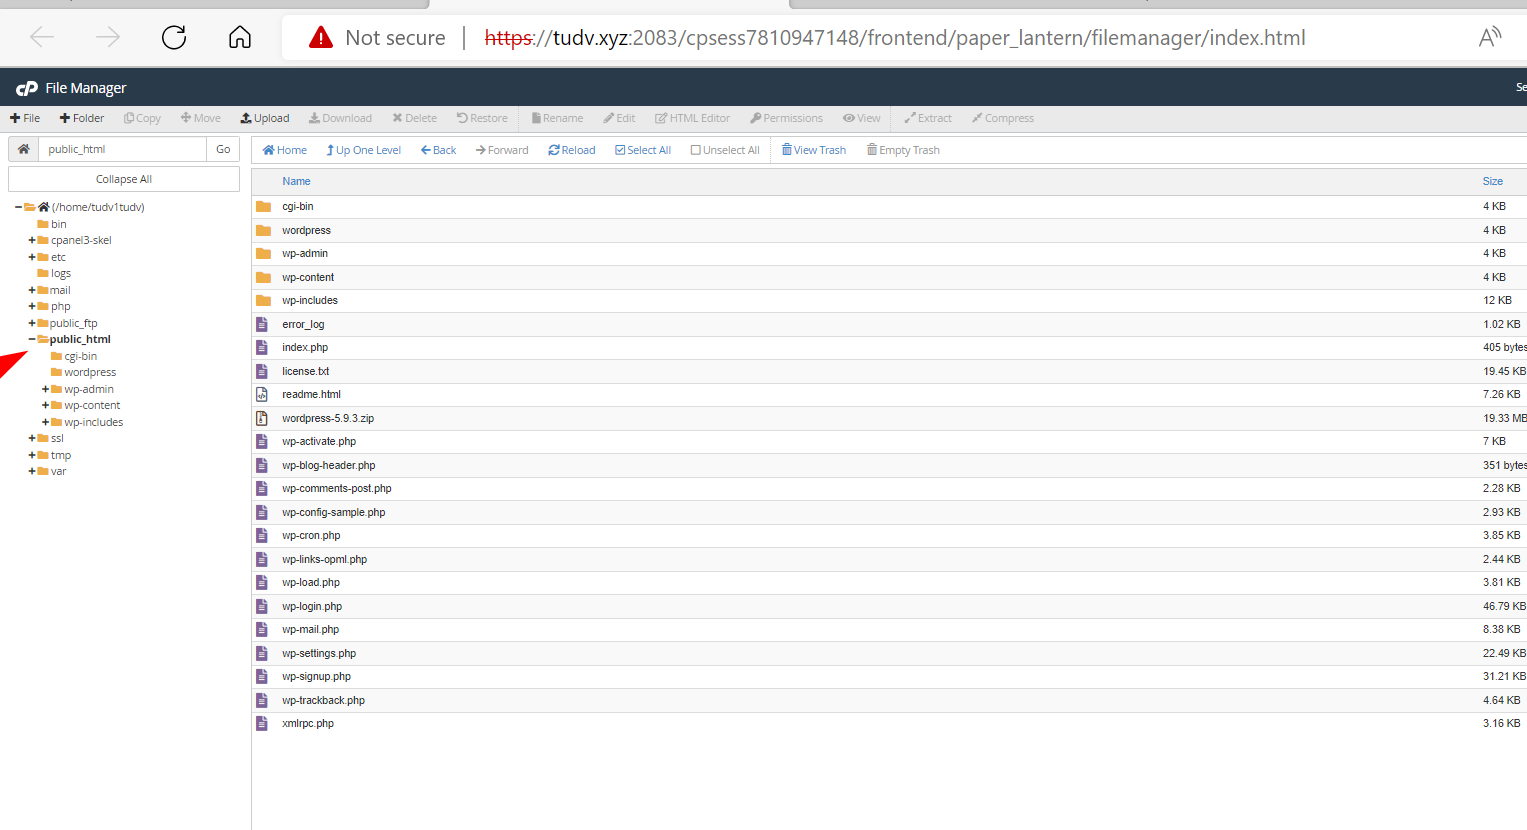 Not secure | https://tudv.xyz:2083/cpsess7810947148/frontend/paper_lantern/filemanager/index.html
cP File Manager
Se
File Folder Copy Move Upload Download Delete Restore Rename Edit HTML Editor Permissions View Extract Compress
public_html Go
Home Up One Level Back Forward Reload Select All Unselect All View Trash Empty Trash
Collapse All
(/home/tudv1tudv)
bin
cpanel3-skel
etc
logs
mail
php
public_ftp
public_html
cgi-bin
wordpress
wp-admin
wp-content
wp-includes
ssl
tmp
var
Name Size
cgi-bin 4 KB
wordpress 4 KB
wp-admin 4 KB
wp-content 4 KB
wp-includes 12 KB
error_log 1.02 KB
index.php 405 bytes
license.txt 19.45 KB
readme.html 7.26 KB
wordpress-5.9.3.zip 19.33 MB
wp-activate.php 7 KB
wp-blog-header.php 351 bytes
wp-comments-post.php 2.28 KB
wp-config-sample.php 2.93 KB
wp-cron.php 3.85 KB
wp-links-opml.php 2.44 KB
wp-load.php 3.81 KB
wp-login.php 46.79 KB
wp-mail.php 8.38 KB
wp-settings.php 22.49 KB
wp-signup.php 31.21 KB
wp-trackback.php 4.64 KB
xmlrpc.php 3.16 KB